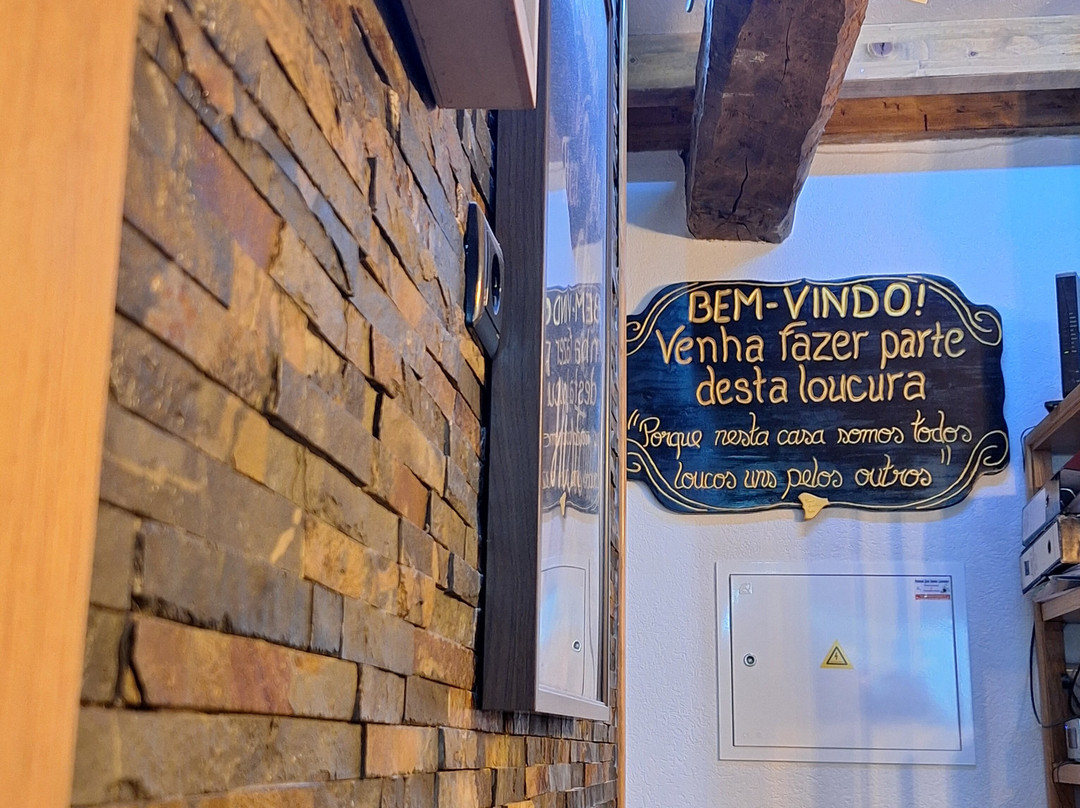 BEM-VINDO!
Venha fazer parte
desta loucura
"Porque nesta casa somos todos
loucos uns pelos outros"